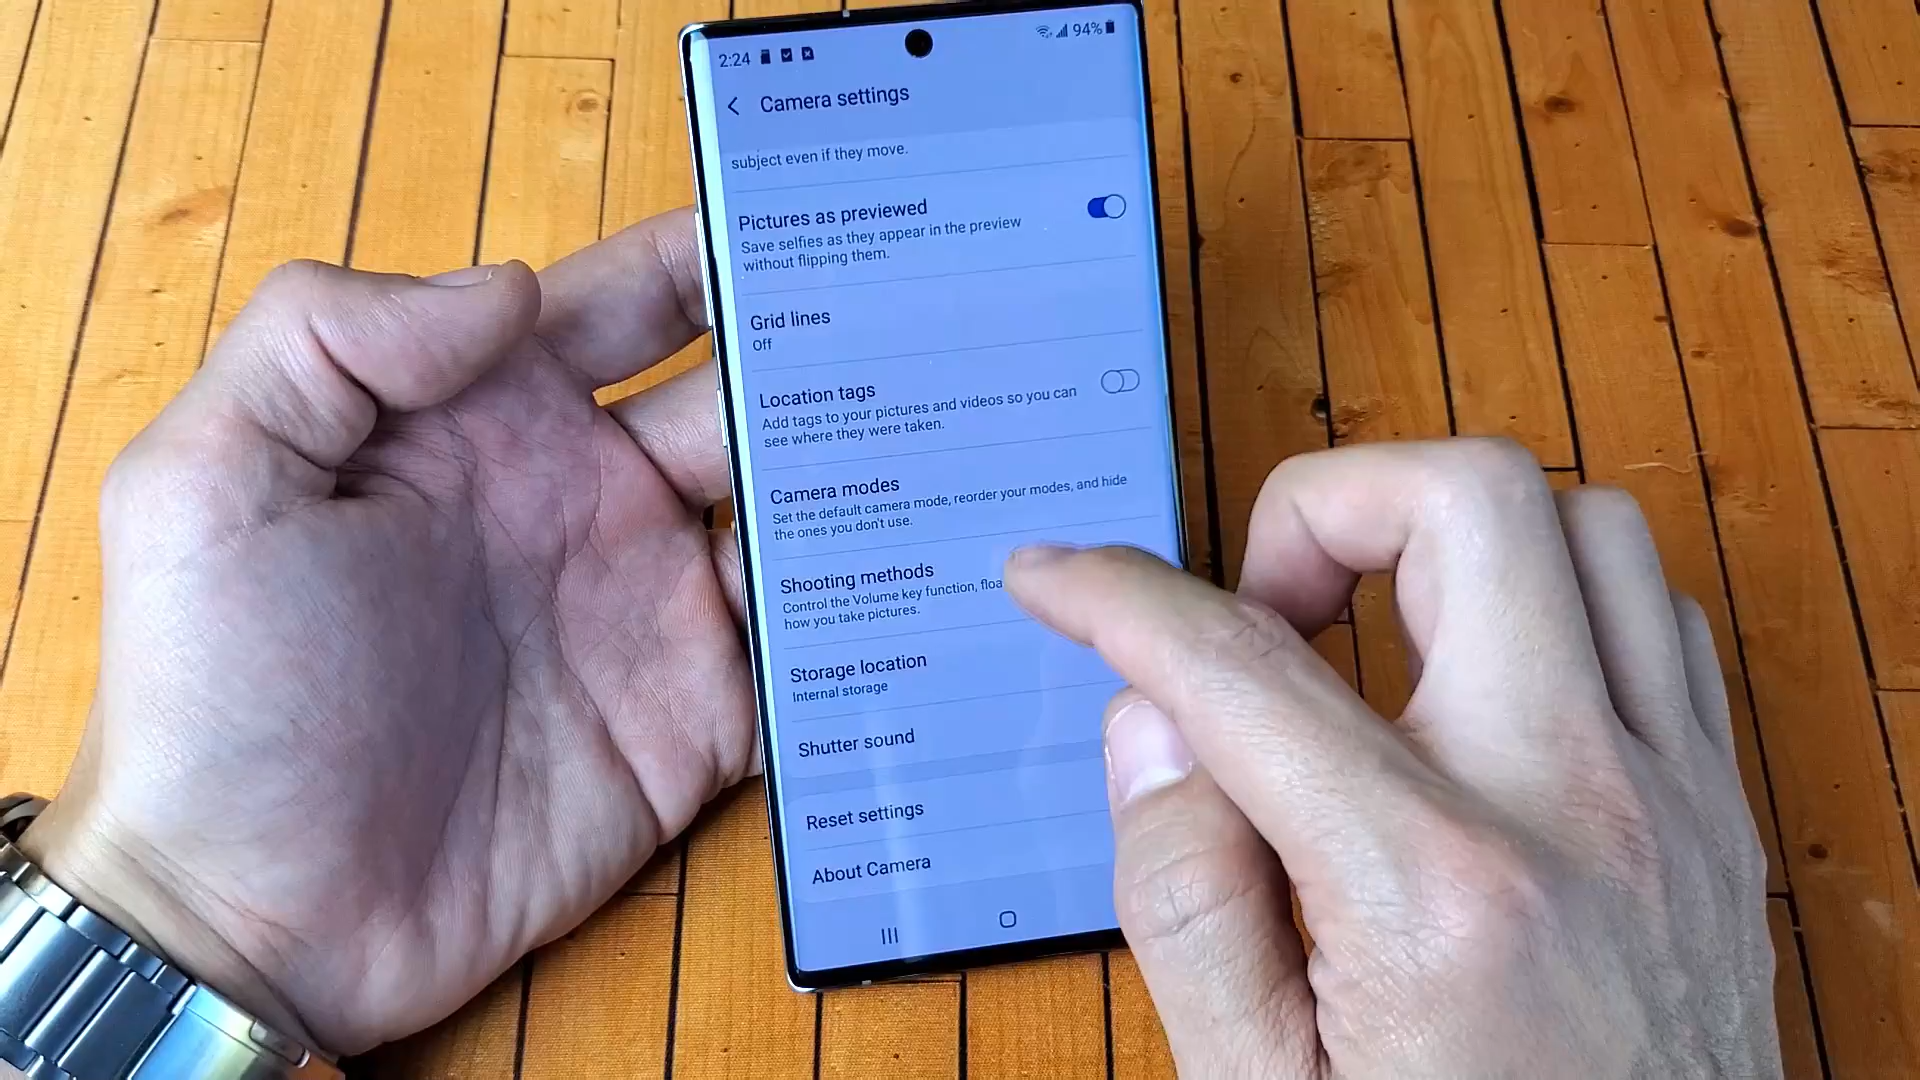 2:24 94%
Camera settings
subject even if they move.
Pictures as previewed
Save selfies as they appear in the preview
without flipping them.
Grid lines
Off
Location tags
Add tags to your pictures and videos so you can
see where they were taken.
Camera modes
Set the default camera mode, reorder your modes, and hide
the ones you don't use.
Shooting methods
Control the Volume key function,
how you take pictures.
Storage location
Internal storage
Shutter sound
Reset settings
About Camera